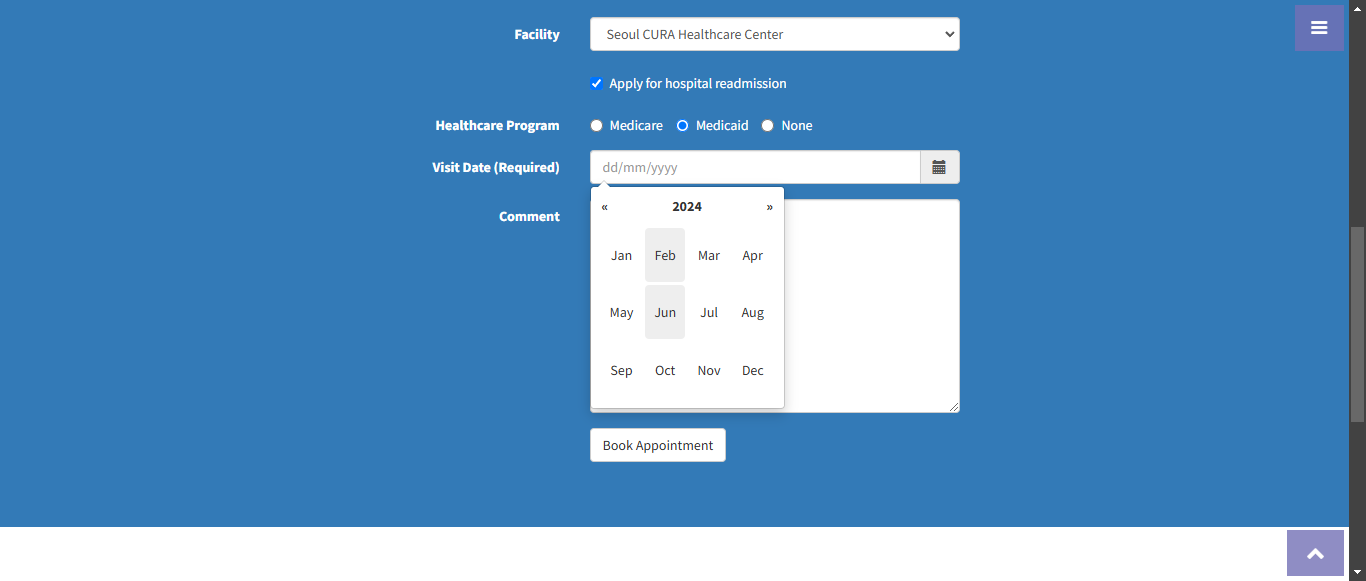 Facility Seoul CURA Healthcare Center
Apply for hospital readmission
Healthcare Program Medicare Medicaid None
Visit Date (Required) dd/mm/yyyy
Comment
« 2024 »
Jan Feb Mar Apr
May Jun Jul Aug
Sep Oct Nov Dec
Book Appointment